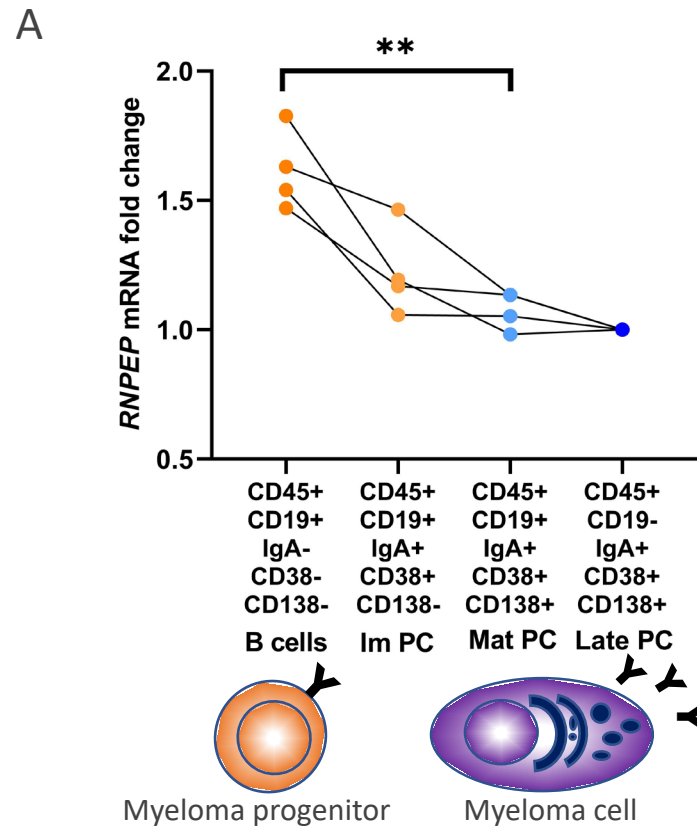 A
**
2.0
1.5
1.0
0.5
RNPEP mRNA fold change
CD45+ CD45+ CD45+ CD45+
CD19+ CD19+ CD19+ CD19-
IgA- IgA+ IgA+ IgA+
CD38- CD38+ CD38+ CD38+
CD138- CD138- CD138+ CD138+
B cells Im PC Mat PC Late PC
Myeloma progenitor Myeloma cell